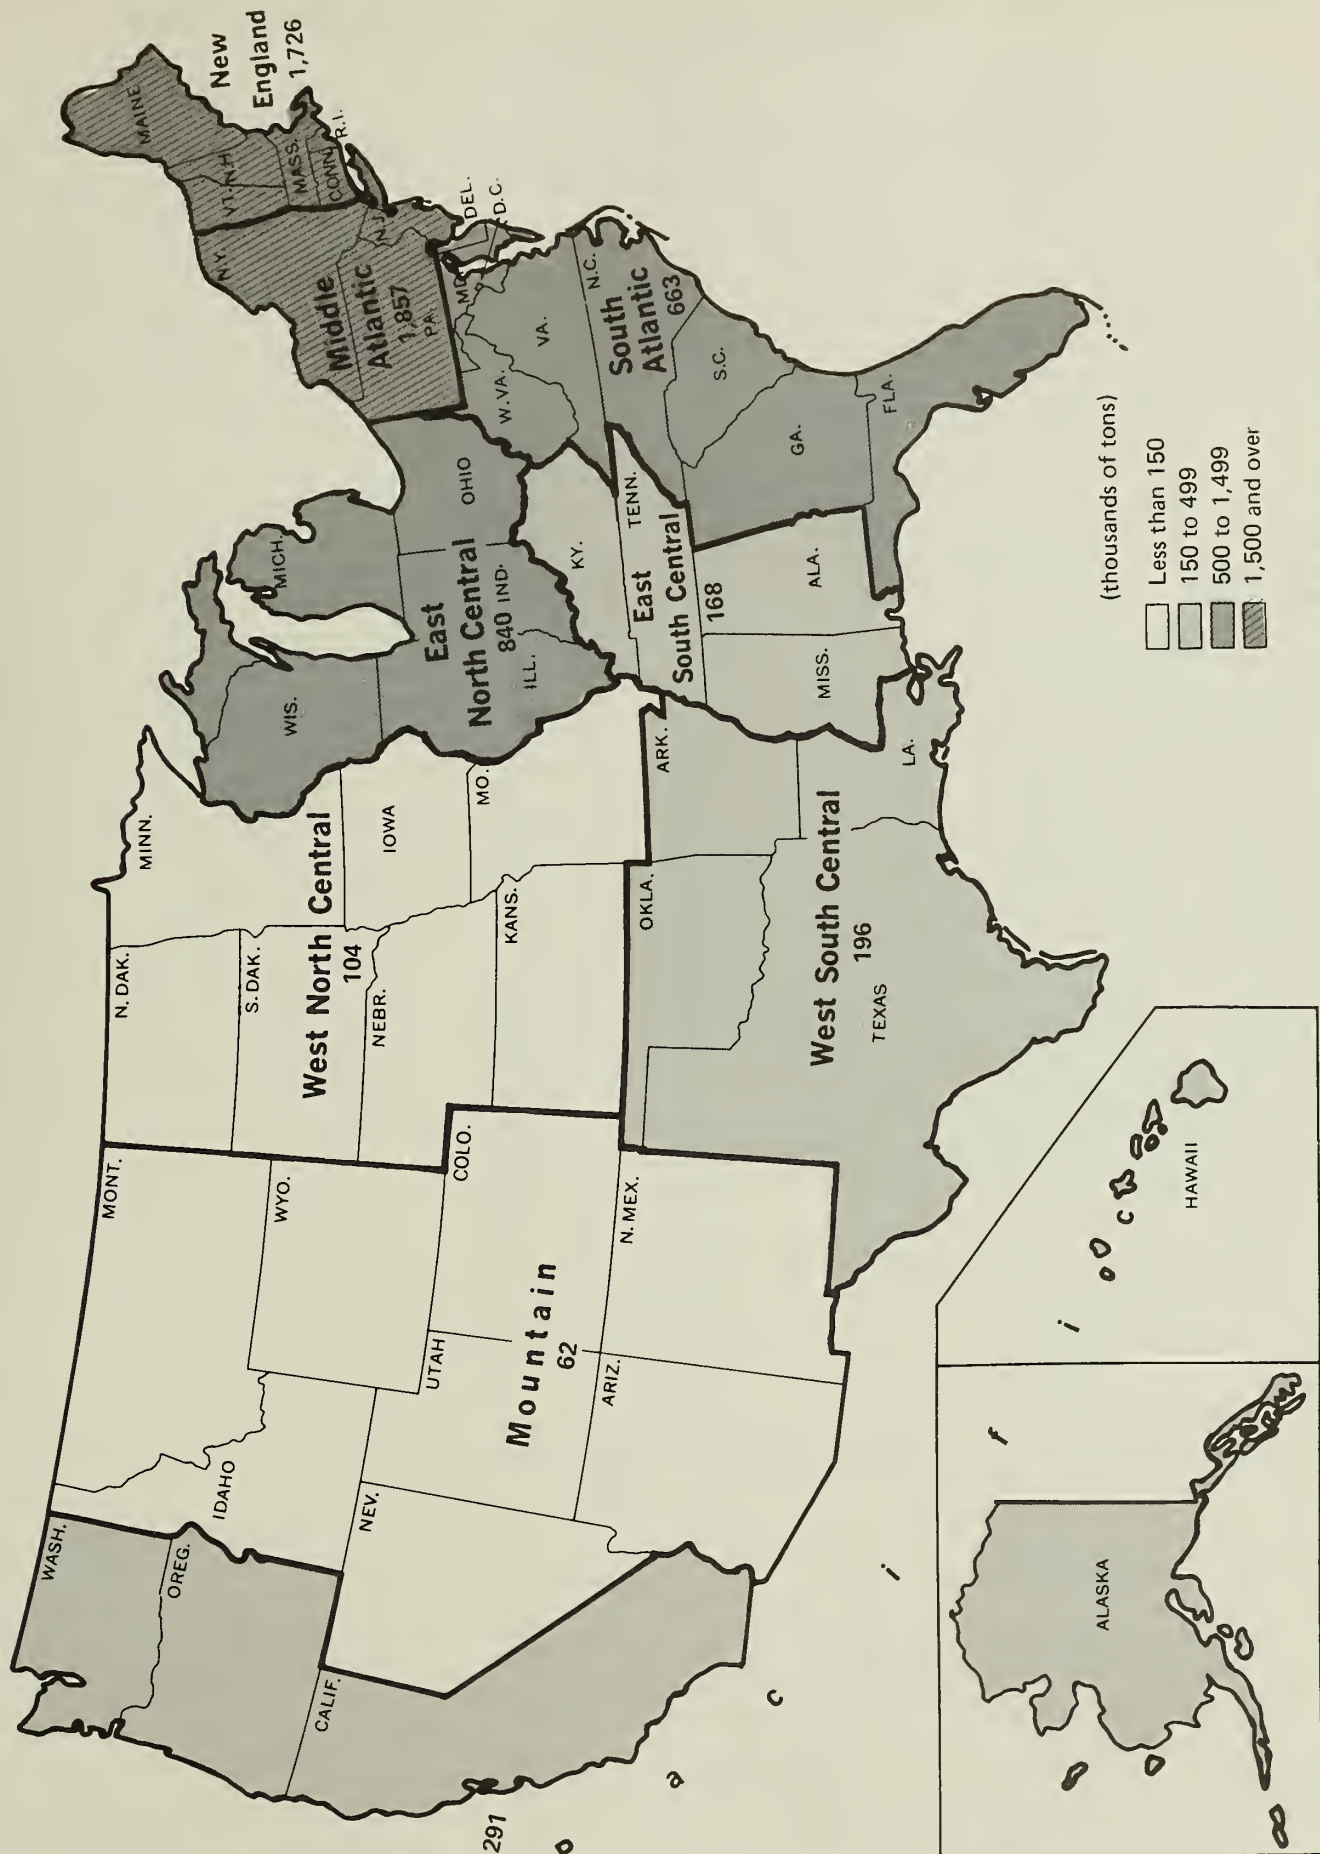 WASH.
OREG.
CALIF.
291
IDAHO
NEV.
MONT.
WYO.
UTAH
COLO.
Mountain
62
ARIZ.
N. MEX.
N. DAK.
S. DAK.
MINN.
West North Central
104
NEBR.
IOWA
KANS.
MO.
OKLA.
ARK.
West South Central
196
TEXAS
LA.
WIS.
MICH.
East
North Central
840
ILL.
IND.
OHIO
KY.
TENN.
East
South Central
168
MISS.
ALA.
MAINE
VT.
N.H
MASS.
CONN.
R.I.
New
England
1,726
N.Y.
Middle
Atlantic
1,857
PA.
N.J.
DEL.
D.C.
MD.
W.VA.
VA.
N.C.
South
Atlantic
663
S.C.
GA.
FLA.
a
c
i
f
i
c
ALASKA
HAWAII
(thousands of tons)
Less than 150
150 to 499
500 to 1,499
1,500 and over